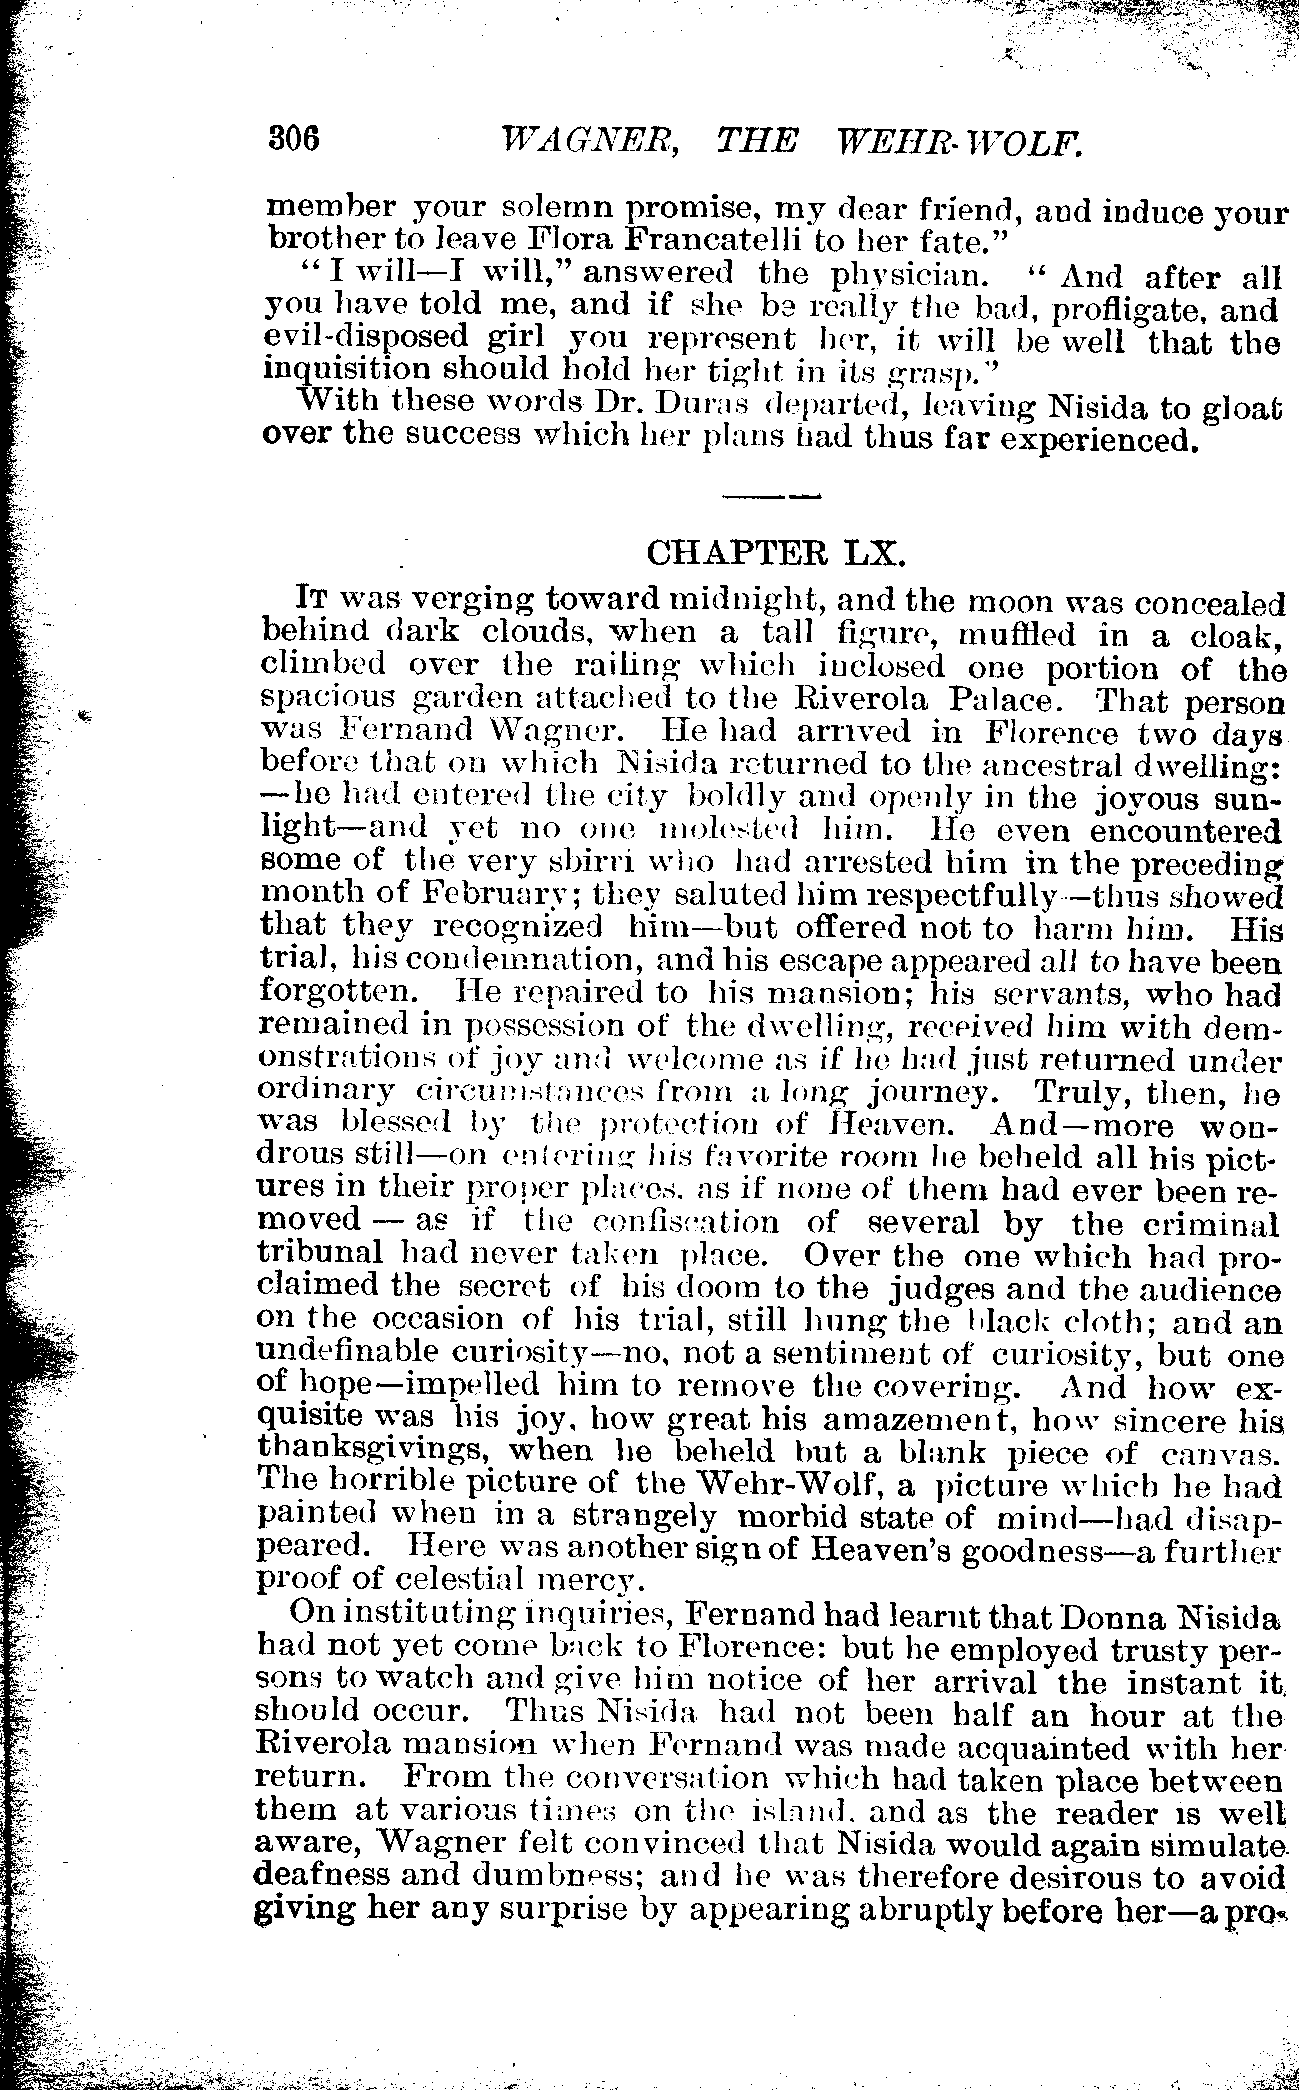 306 WAGNER, THE WEHR-WOLF.
member your solemn promise, my dear friend, and induce your
brother to leave Flora Francatelli to her fate.”
“ I will—I will,” answered the physician. “ And after all
you have told me, and if she be really the bad, profligate, and
evil-disposed girl you represent her, it will be well that the
inquisition should hold her tight in its grasp.”
With these words Dr. Duras departed, leaving Nisida to gloat
over the success which her plans had thus far experienced.
CHAPTER LX.
IT was verging toward midnight, and the moon was concealed
behind dark clouds, when a tall figure, muffled in a cloak,
climbed over the railing which inclosed one portion of the
spacious garden attached to the Riverola Palace. That person
was Fernand Wagner. He had arrived in Florence two days
before that on which Nisida returned to the ancestral dwelling:
—he had entered the city boldly and openly in the joyous sun-
light—and yet no one molested him. He even encountered
some of the very sbirri who had arrested him in the preceding
month of February; they saluted him respectfully—thus showed
that they recognized him—but offered not to harm him. His
trial, his condemnation, and his escape appeared all to have been
forgotten. He repaired to his mansion; his servants, who had
remained in possession of the dwelling, received him with dem-
onstrations of joy and welcome as if he had just returned under
ordinary circumstances from a long journey. Truly, then, he
was blessed by the protection of Heaven. And—more won-
drous still—on entering his favorite room he beheld all his pict-
ures in their proper places, as if none of them had ever been re-
moved — as if the confiscation of several by the criminal
tribunal had never taken place. Over the one which had pro-
claimed the secret of his doom to the judges and the audience
on the occasion of his trial, still hung the black cloth; and an
undefinable curiosity—no, not a sentiment of curiosity, but one
of hope—impelled him to remove the covering. And how ex-
quisite was his joy, how great his amazement, how sincere his
thanksgivings, when he beheld but a blank piece of canvas.
The horrible picture of the Wehr-Wolf, a picture which he had
painted when in a strangely morbid state of mind—had disap-
peared. Here was another sign of Heaven's goodness—a further
proof of celestial mercy.
On instituting inquiries, Fernand had learnt that Donna Nisida
had not yet come back to Florence: but he employed trusty per-
sons to watch and give him notice of her arrival the instant it
should occur. Thus Nisida had not been half an hour at the
Riverola mansion when Fernand was made acquainted with her
return. From the conversation which had taken place between
them at various times on the island, and as the reader is well
aware, Wagner felt convinced that Nisida would again simulate
deafness and dumbness; and he was therefore desirous to avoid
giving her any surprise by appearing abruptly before her—a pro-